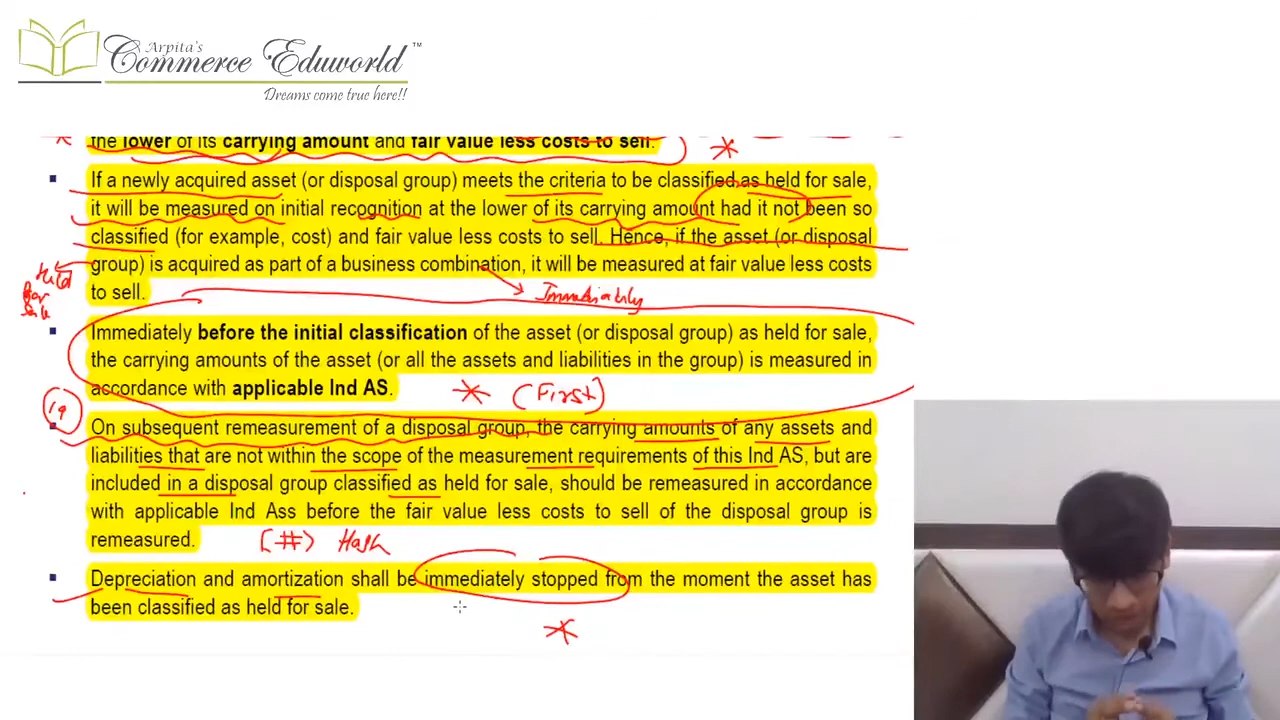 Arpita's
Commerce Eduworld ™
Dreams come true here!!
the lower of its carrying amount and fair value less costs to sell.
If a newly acquired asset (or disposal group) meets the criteria to be classified as held for sale,
it will be measured on initial recognition at the lower of its carrying amount had it not been so
classified (for example, cost) and fair value less costs to sell. Hence, if the asset (or disposal
group) is acquired as part of a business combination, it will be measured at fair value less costs
to sell.
Held
for
sale
Immediately
Immediately before the initial classification of the asset (or disposal group) as held for sale,
the carrying amounts of the asset (or all the assets and liabilities in the group) is measured in
accordance with applicable Ind AS.
* (First)
19
On subsequent remeasurement of a disposal group, the carrying amounts of any assets and
liabilities that are not within the scope of the measurement requirements of this Ind AS, but are
included in a disposal group classified as held for sale, should be remeasured in accordance
with applicable Ind Ass before the fair value less costs to sell of the disposal group is
remeasured.
(#) Hash
Depreciation and amortization shall be immediately stopped from the moment the asset has
been classified as held for sale.